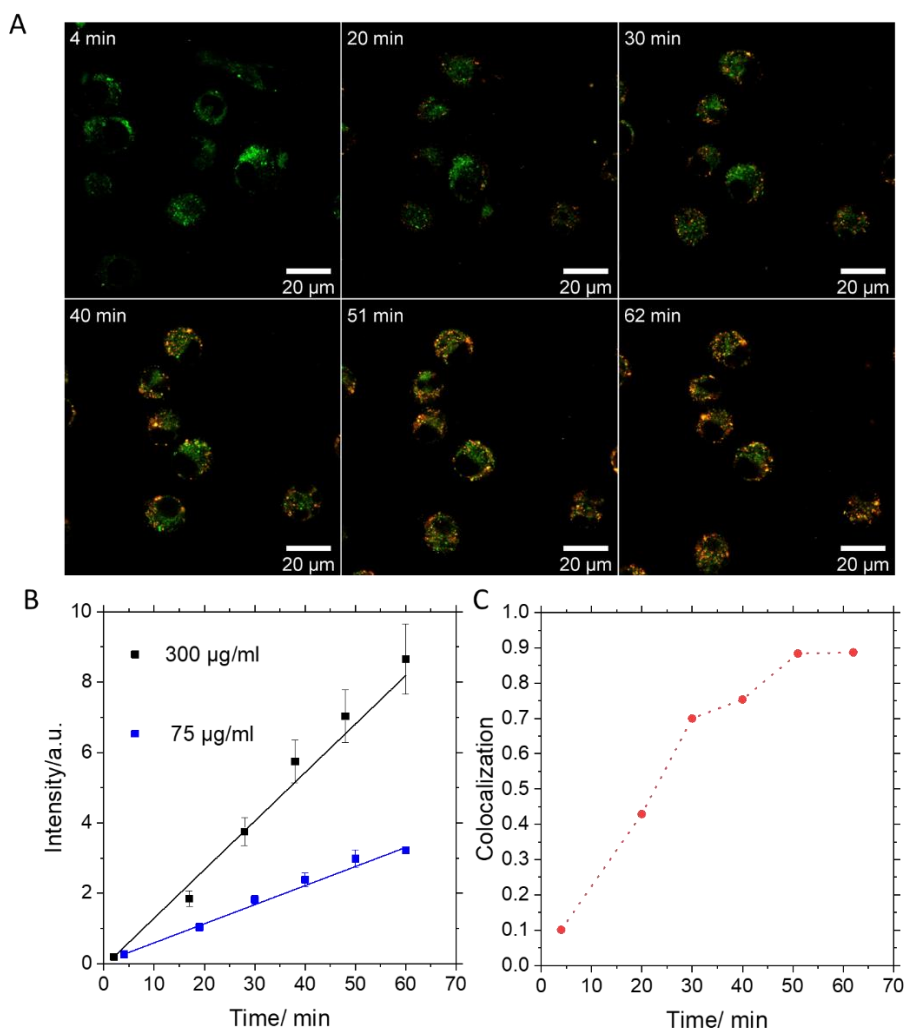 A
4 min
20 min
30 min
20 µm
20 µm
20 µm
40 min
51 min
62 min
20 µm
20 µm
20 µm
B
300 µg/ml
75 µg/ml
Intensity/a.u.
10
8
6
4
2
0
0 10 20 30 40 50 60 70
Time/ min
C
Colocalization
1.0
0.9
0.8
0.7
0.6
0.5
0.4
0.3
0.2
0.1
0.0
0 10 20 30 40 50 60 70
Time/ min